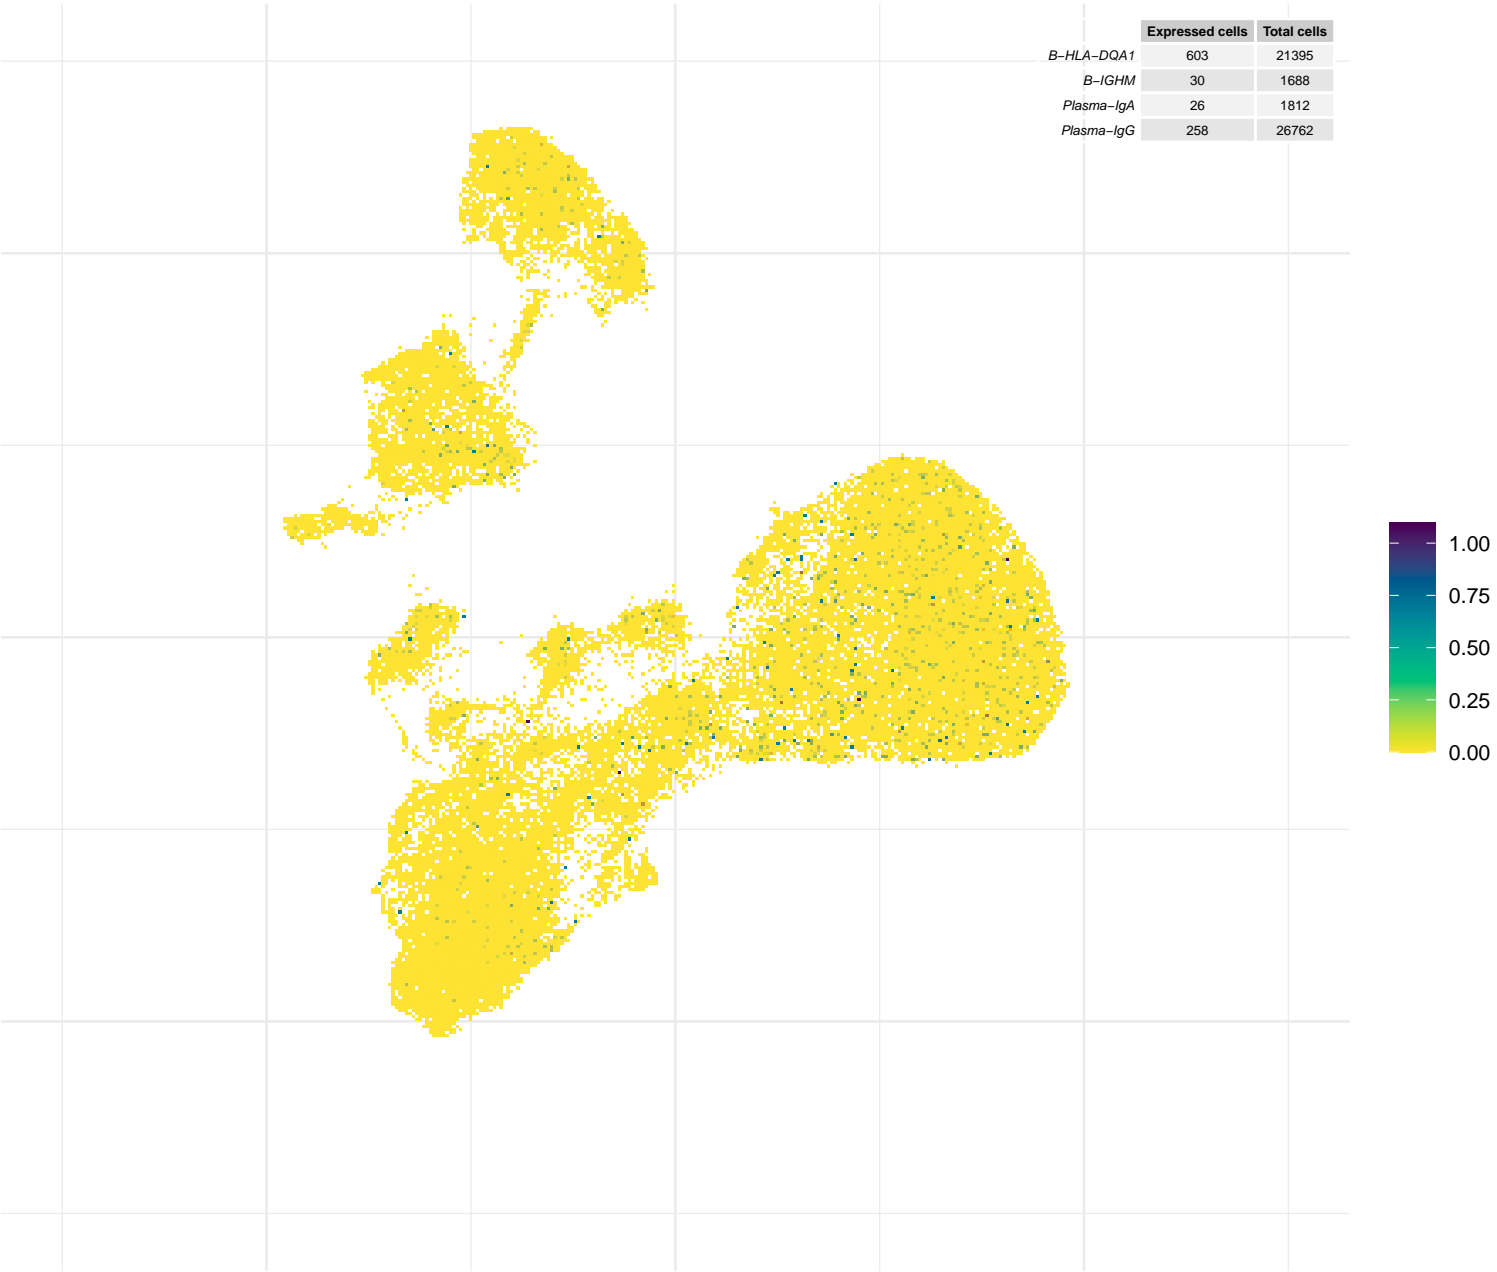 Expressed cells Total cells
B−HLA−DQA1 603 21395
B−IGHM 30 1688
Plasma−IgA 26 1812
Plasma−IgG 258 26762
1.00
0.75
0.50
0.25
0.00